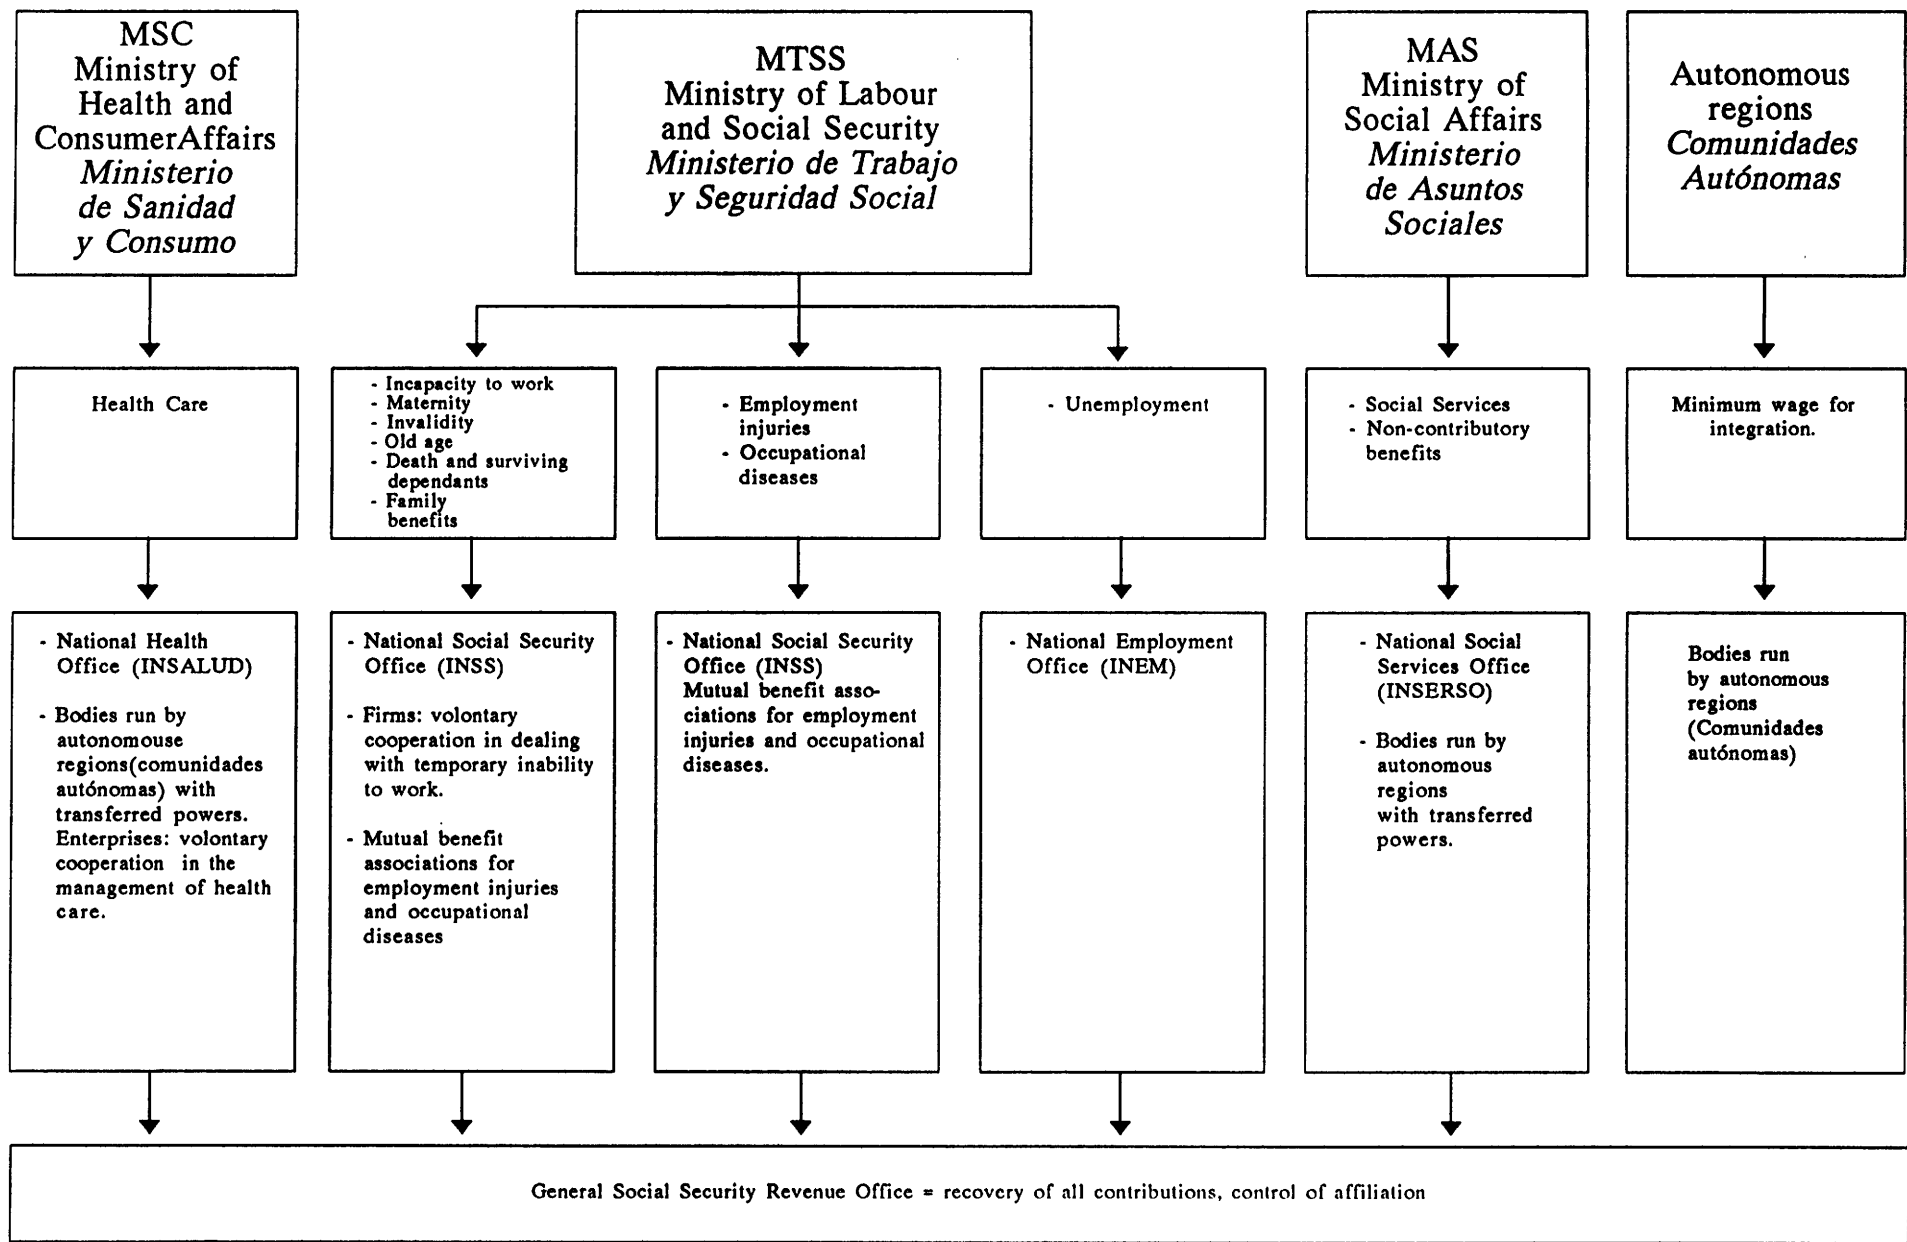 MSC
Ministry of
Health and
ConsumerAffairs
Ministerio
de Sanidad
y Consumo
MTSS
Ministry of Labour
and Social Security
Ministerio de Trabajo
y Seguridad Social
MAS
Ministry of
Social Affairs
Ministerio
de Asuntos
Sociales
Autonomous
regions
Comunidades
Autónomas
Health Care
- Incapacity to work
- Maternity
- Invalidity
- Old age
- Death and surviving
dependants
- Family
benefits
- Employment
injuries
- Occupational
diseases
- Unemployment
- Social Services
- Non-contributory
benefits
Minimum wage for
integration.
- National Health
Office (INSALUD)
- Bodies run by
autonomouse
regions(comunidades
autónomas) with
transferred powers.
Enterprises: volontary
cooperation in the
management of health
care.
- National Social Security
Office (INSS)
- Firms: volontary
cooperation in dealing
with temporary inability
to work.
- Mutual benefit
associations for
employment injuries
and occupational
diseases
- National Social Security
Office (INSS)
Mutual benefit asso-
ciations for employment
injuries and occupational
diseases.
- National Employment
Office (INEM)
- National Social
Services Office
(INSERSO)
- Bodies run by
autonomous
regions
with transferred
powers.
Bodies run
by autonomous
regions
(Comunidades
autónomas)
General Social Security Revenue Office = recovery of all contributions, control of affiliation